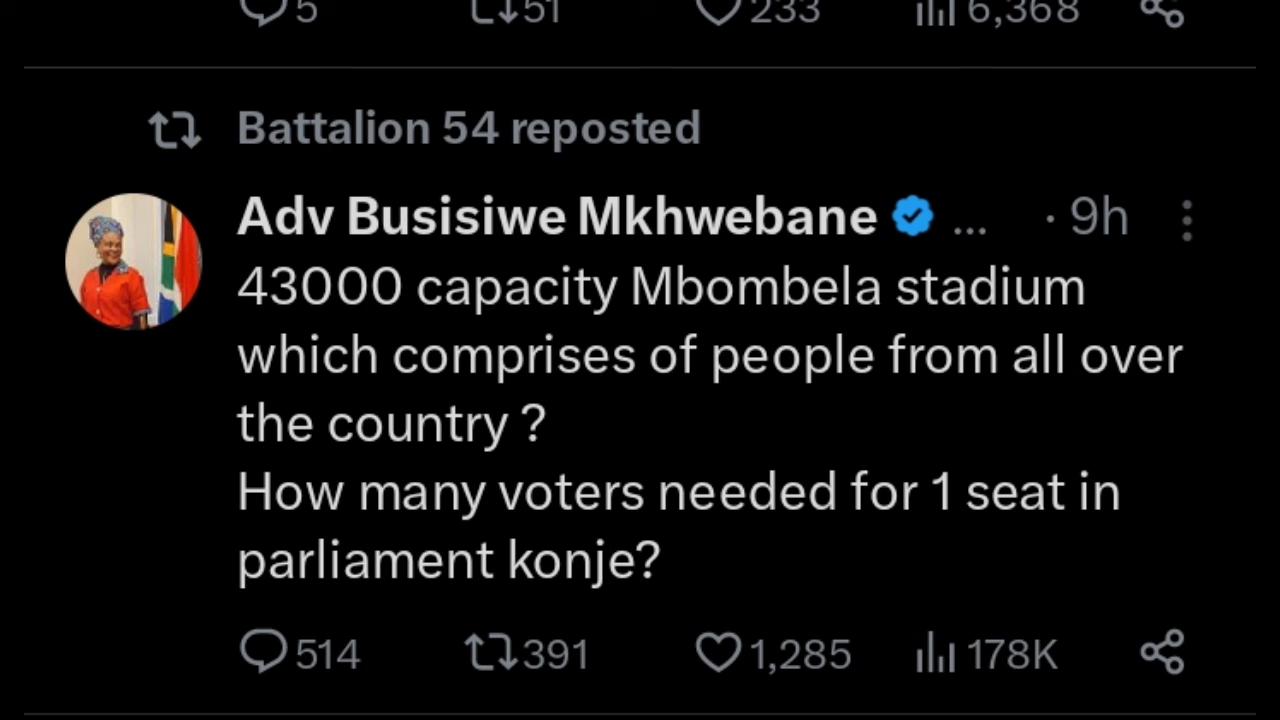 5 51 233 6,368
Battalion 54 reposted
Adv Busisiwe Mkhwebane ... · 9h
43000 capacity Mbombela stadium
which comprises of people from all over
the country ?
How many voters needed for 1 seat in
parliament konje?
514 391 1,285 178K